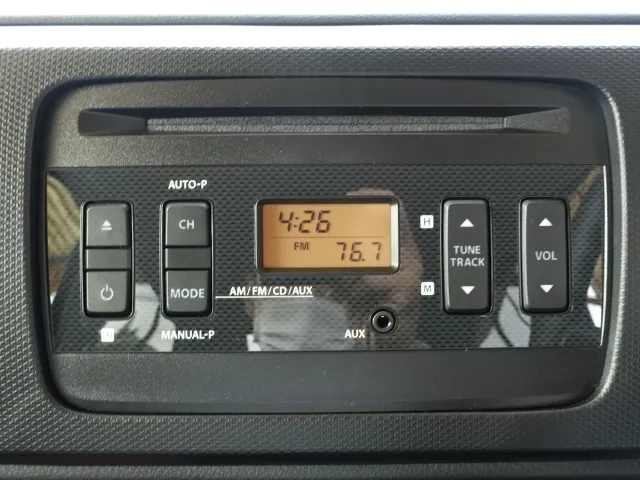 AUTO-P
CH
MODE
MANUAL-P
4:26
FM 76.7
AM/FM/CD/AUX
AUX
H
M
TUNE
TRACK
VOL